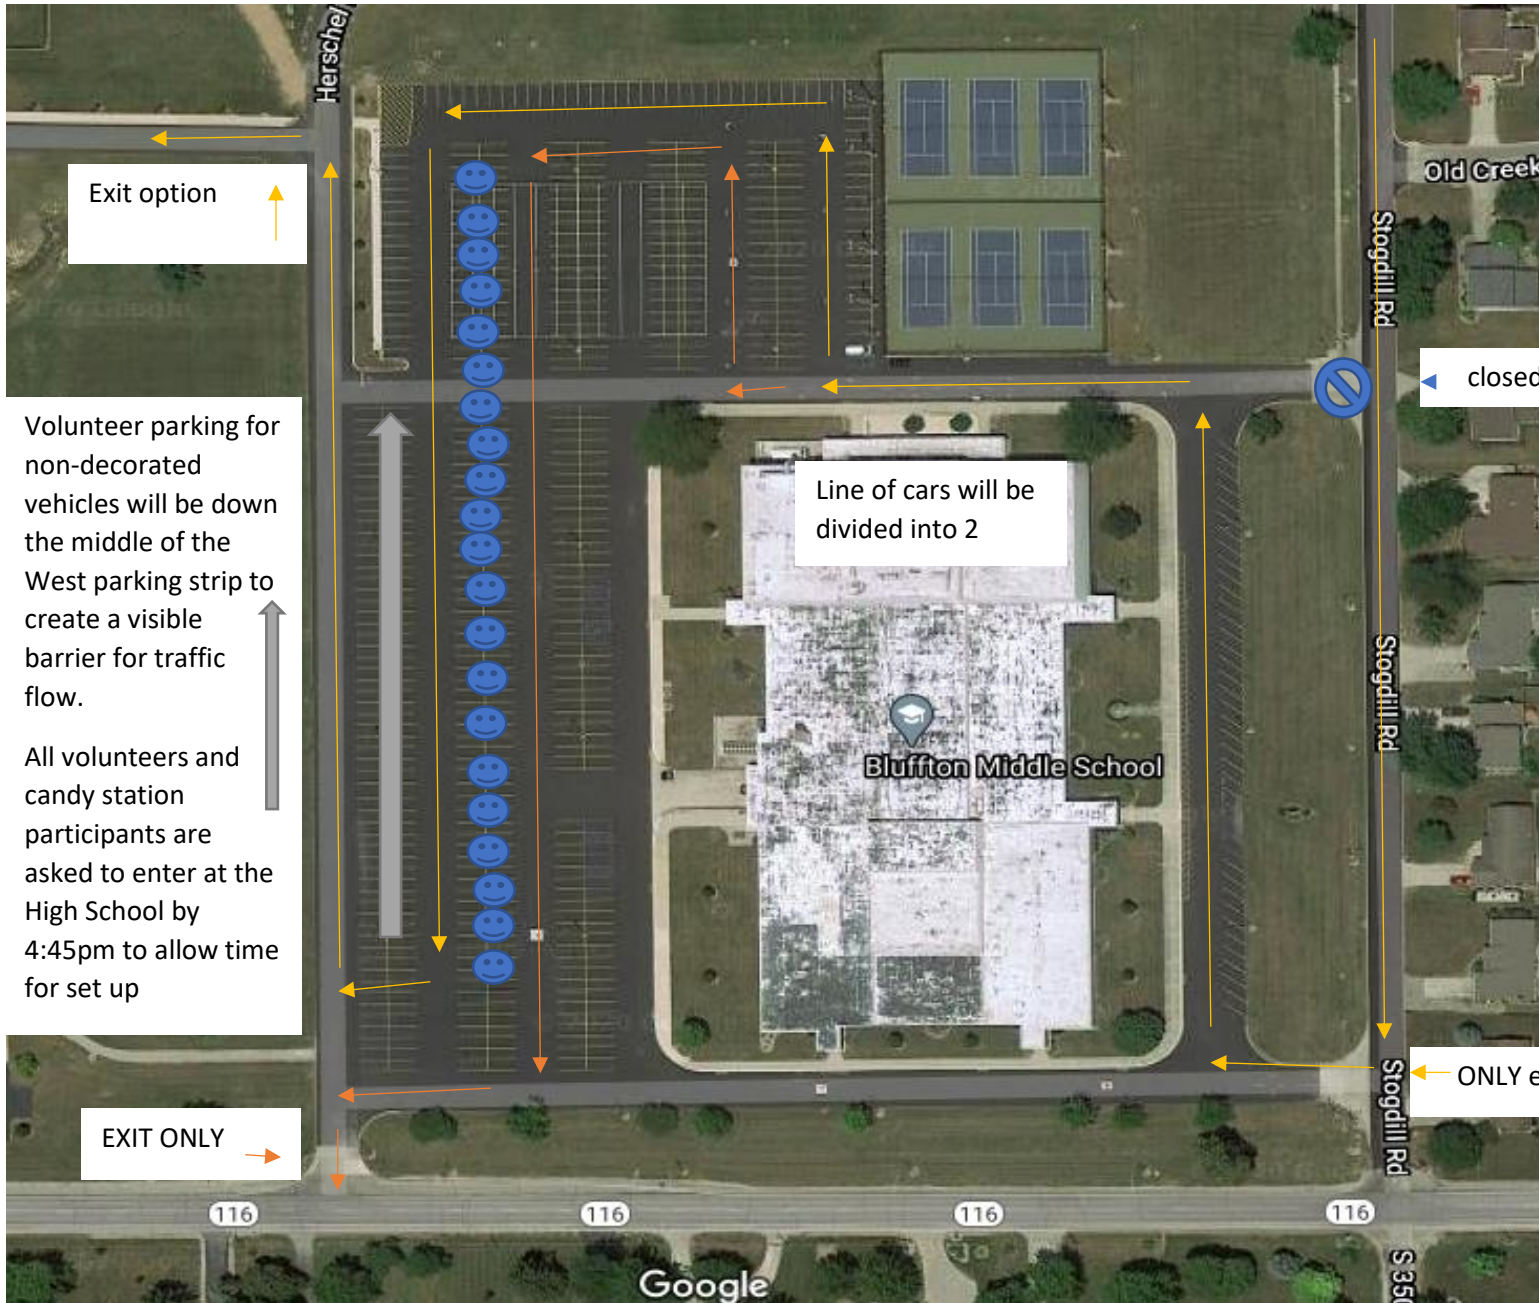 Herschel
Exit option
Old Creek
Stogdill Rd
closed
Volunteer parking for
non-decorated
vehicles will be down
the middle of the
West parking strip to
create a visible
barrier for traffic
flow.
All volunteers and
candy station
participants are
asked to enter at the
High School by
4:45pm to allow time
for set up
Line of cars will be
divided into 2
Stogdill Rd
Bluffton Middle School
ONLY e
Stogdill Rd
EXIT ONLY
116
116
116
116
S 350
Google